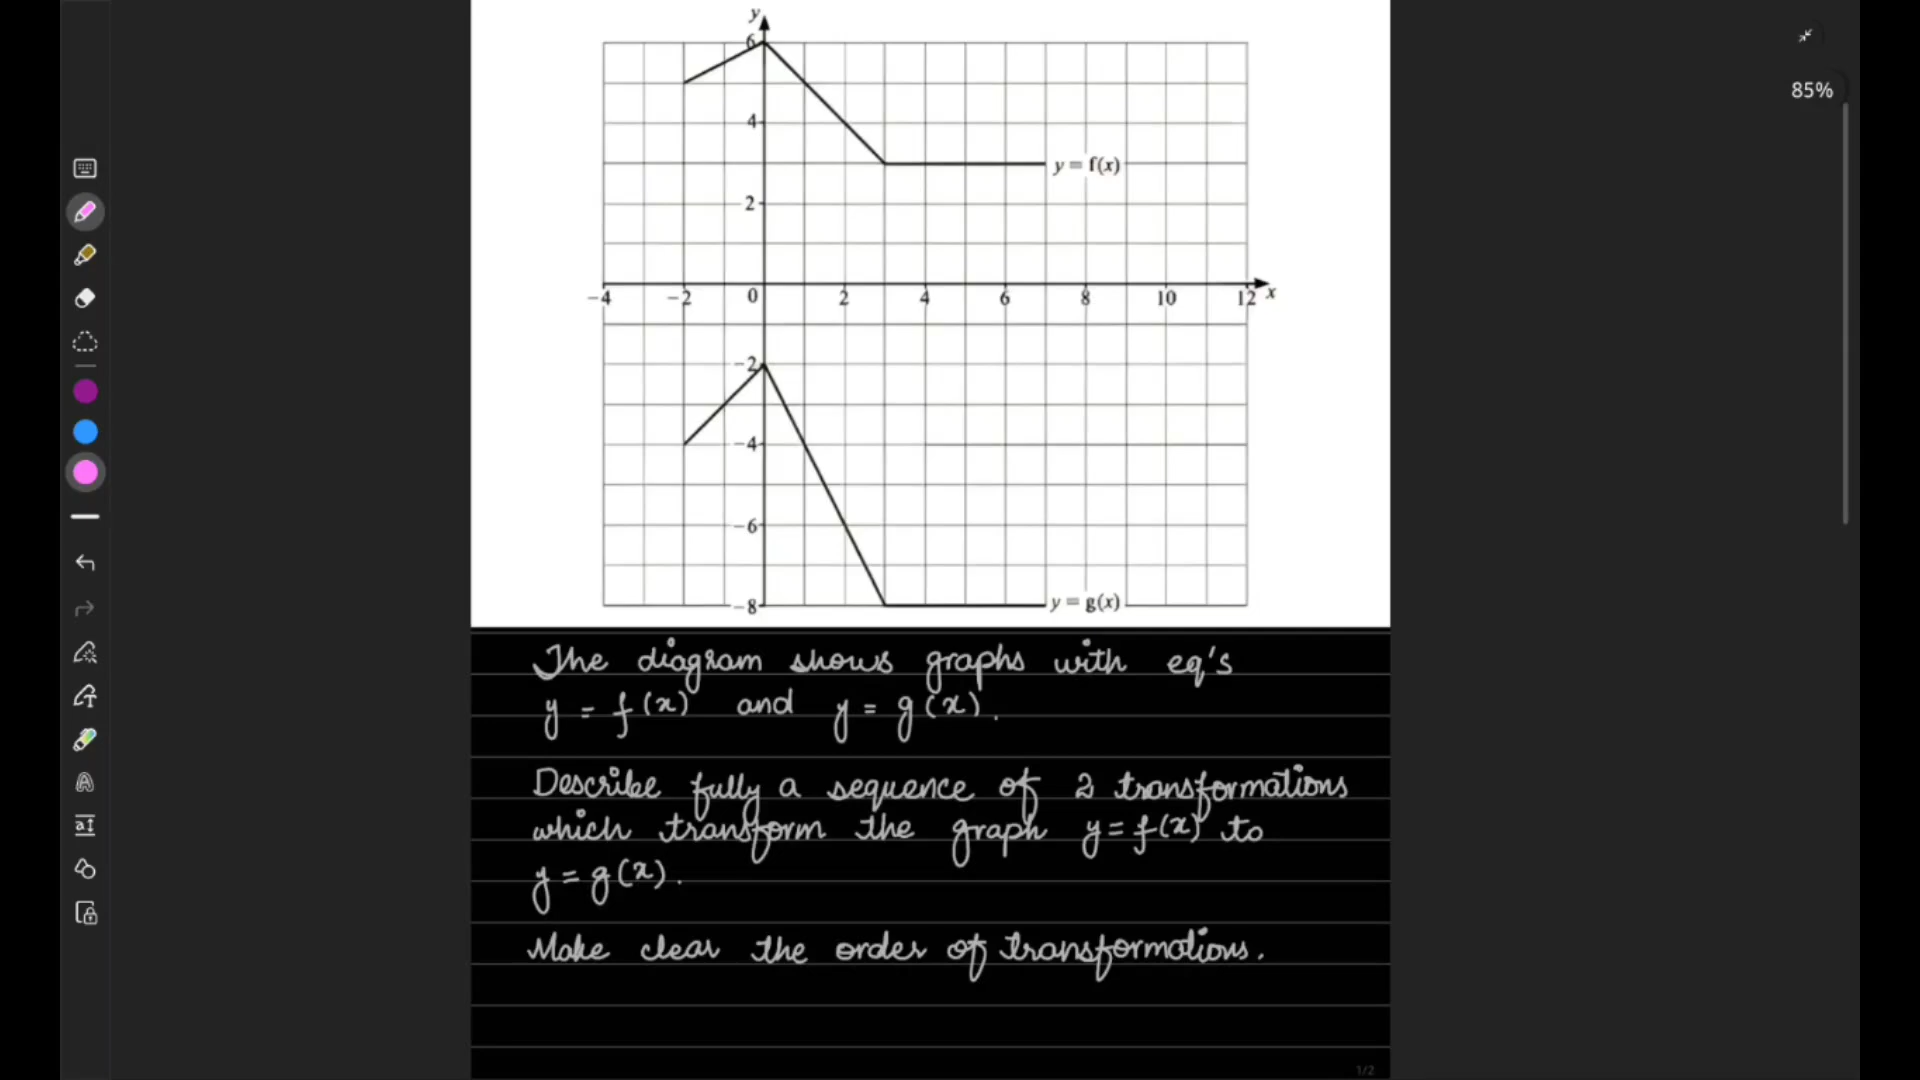 85%
y
6
4
y = f(x)
2
−4 −2 0 2 4 6 8 10 12 x
−2
−4
−6
−8
y = g(x)
The diagram shows graphs with eq's
y = f(x) and y = g(x).
Describe fully a sequence of 2 transformations
which transform the graph y = f(x) to
y = g(x).
Make clear the order of transformations.
1/2